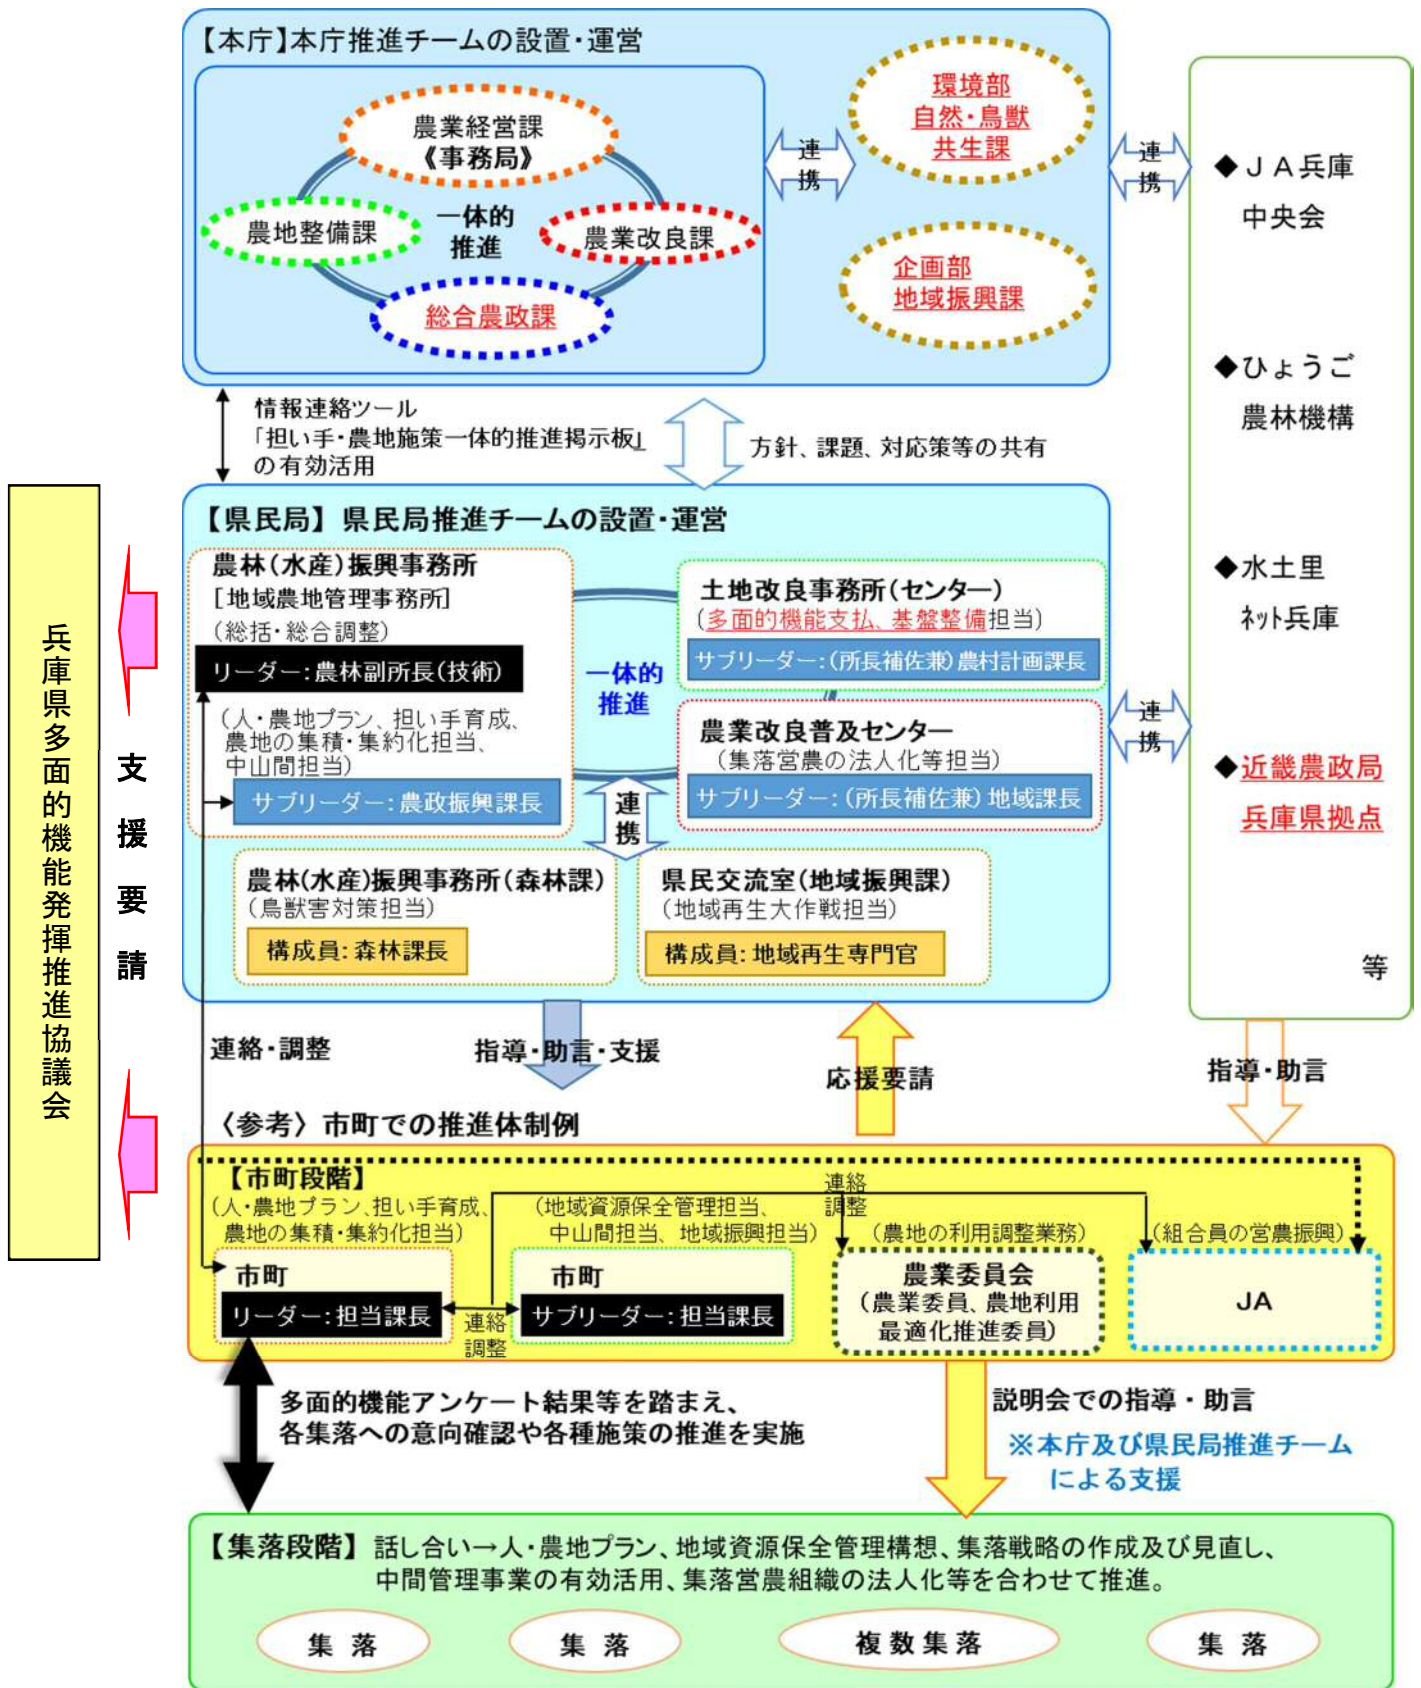 【本庁】本庁推進チームの設置・運営
農業経営課
《事務局》
農地整備課
一体的
推進
農業改良課
総合農政課
連
携
環境部
自然・鳥獣
共生課
企画部
地域振興課
連
携
◆ＪＡ兵庫
中央会
◆ひょうご
農林機構
◆水土里
ﾈｯﾄ兵庫
◆近畿農政局
兵庫県拠点
等
情報連絡ツール
「担い手・農地施策一体的推進掲示板」
の有効活用
方針、課題、対応策等の共有
兵庫県多面的機能発揮推進協議会
支援要請
【県民局】県民局推進チームの設置・運営
農林(水産)振興事務所
[地域農地管理事務所]
(総括・総合調整)
リーダー：農林副所長(技術)
(人・農地プラン、担い手育成、
農地の集積・集約化担当、
中山間担当)
サブリーダー：農政振興課長
一体的
推進
土地改良事務所(センター)
(多面的機能支払、基盤整備担当)
サブリーダー：(所長補佐兼)農村計画課長
農業改良普及センター
(集落営農の法人化等担当)
サブリーダー：(所長補佐兼)地域課長
連
携
連
携
農林(水産)振興事務所(森林課)
(鳥獣害対策担当)
構成員：森林課長
県民交流室(地域振興課)
(地域再生大作戦担当)
構成員：地域再生専門官
連絡・調整
指導・助言・支援
応援要請
指導・助言
〈参考〉市町での推進体制例
【市町段階】
(人・農地プラン、担い手育成、
農地の集積・集約化担当)
市町
リーダー：担当課長
連絡
調整
(地域資源保全管理担当、
中山間担当、地域振興担当)
市町
サブリーダー：担当課長
連絡
調整
(農地の利用調整業務)
農業委員会
(農業委員、農地利用
最適化推進委員)
(組合員の営農振興)
JA
多面的機能アンケート結果等を踏まえ、
各集落への意向確認や各種施策の推進を実施
説明会での指導・助言
※本庁及び県民局推進チーム
による支援
【集落段階】話し合い→人・農地プラン、地域資源保全管理構想、集落戦略の作成及び見直し、
中間管理事業の有効活用、集落営農組織の法人化等を合わせて推進。
集 落
集 落
複数集落
集 落